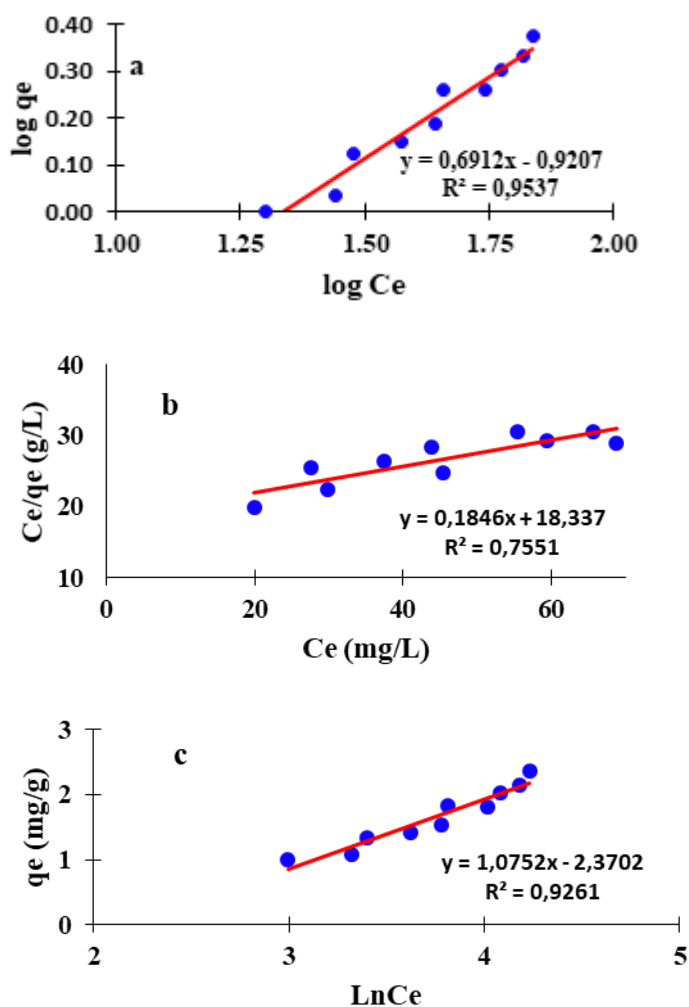 a
log qe
0.40
0.30
0.20
0.10
0.00
y = 0,6912x - 0,9207
R² = 0,9537
1.00 1.25 1.50 1.75 2.00
log Ce
b
Ce/qe (g/L)
40
30
20
10
y = 0,1846x + 18,337
R² = 0,7551
0 20 40 60
Ce (mg/L)
c
qe (mg/g)
3
2
1
0
y = 1,0752x - 2,3702
R² = 0,9261
2 3 4 5
LnCe